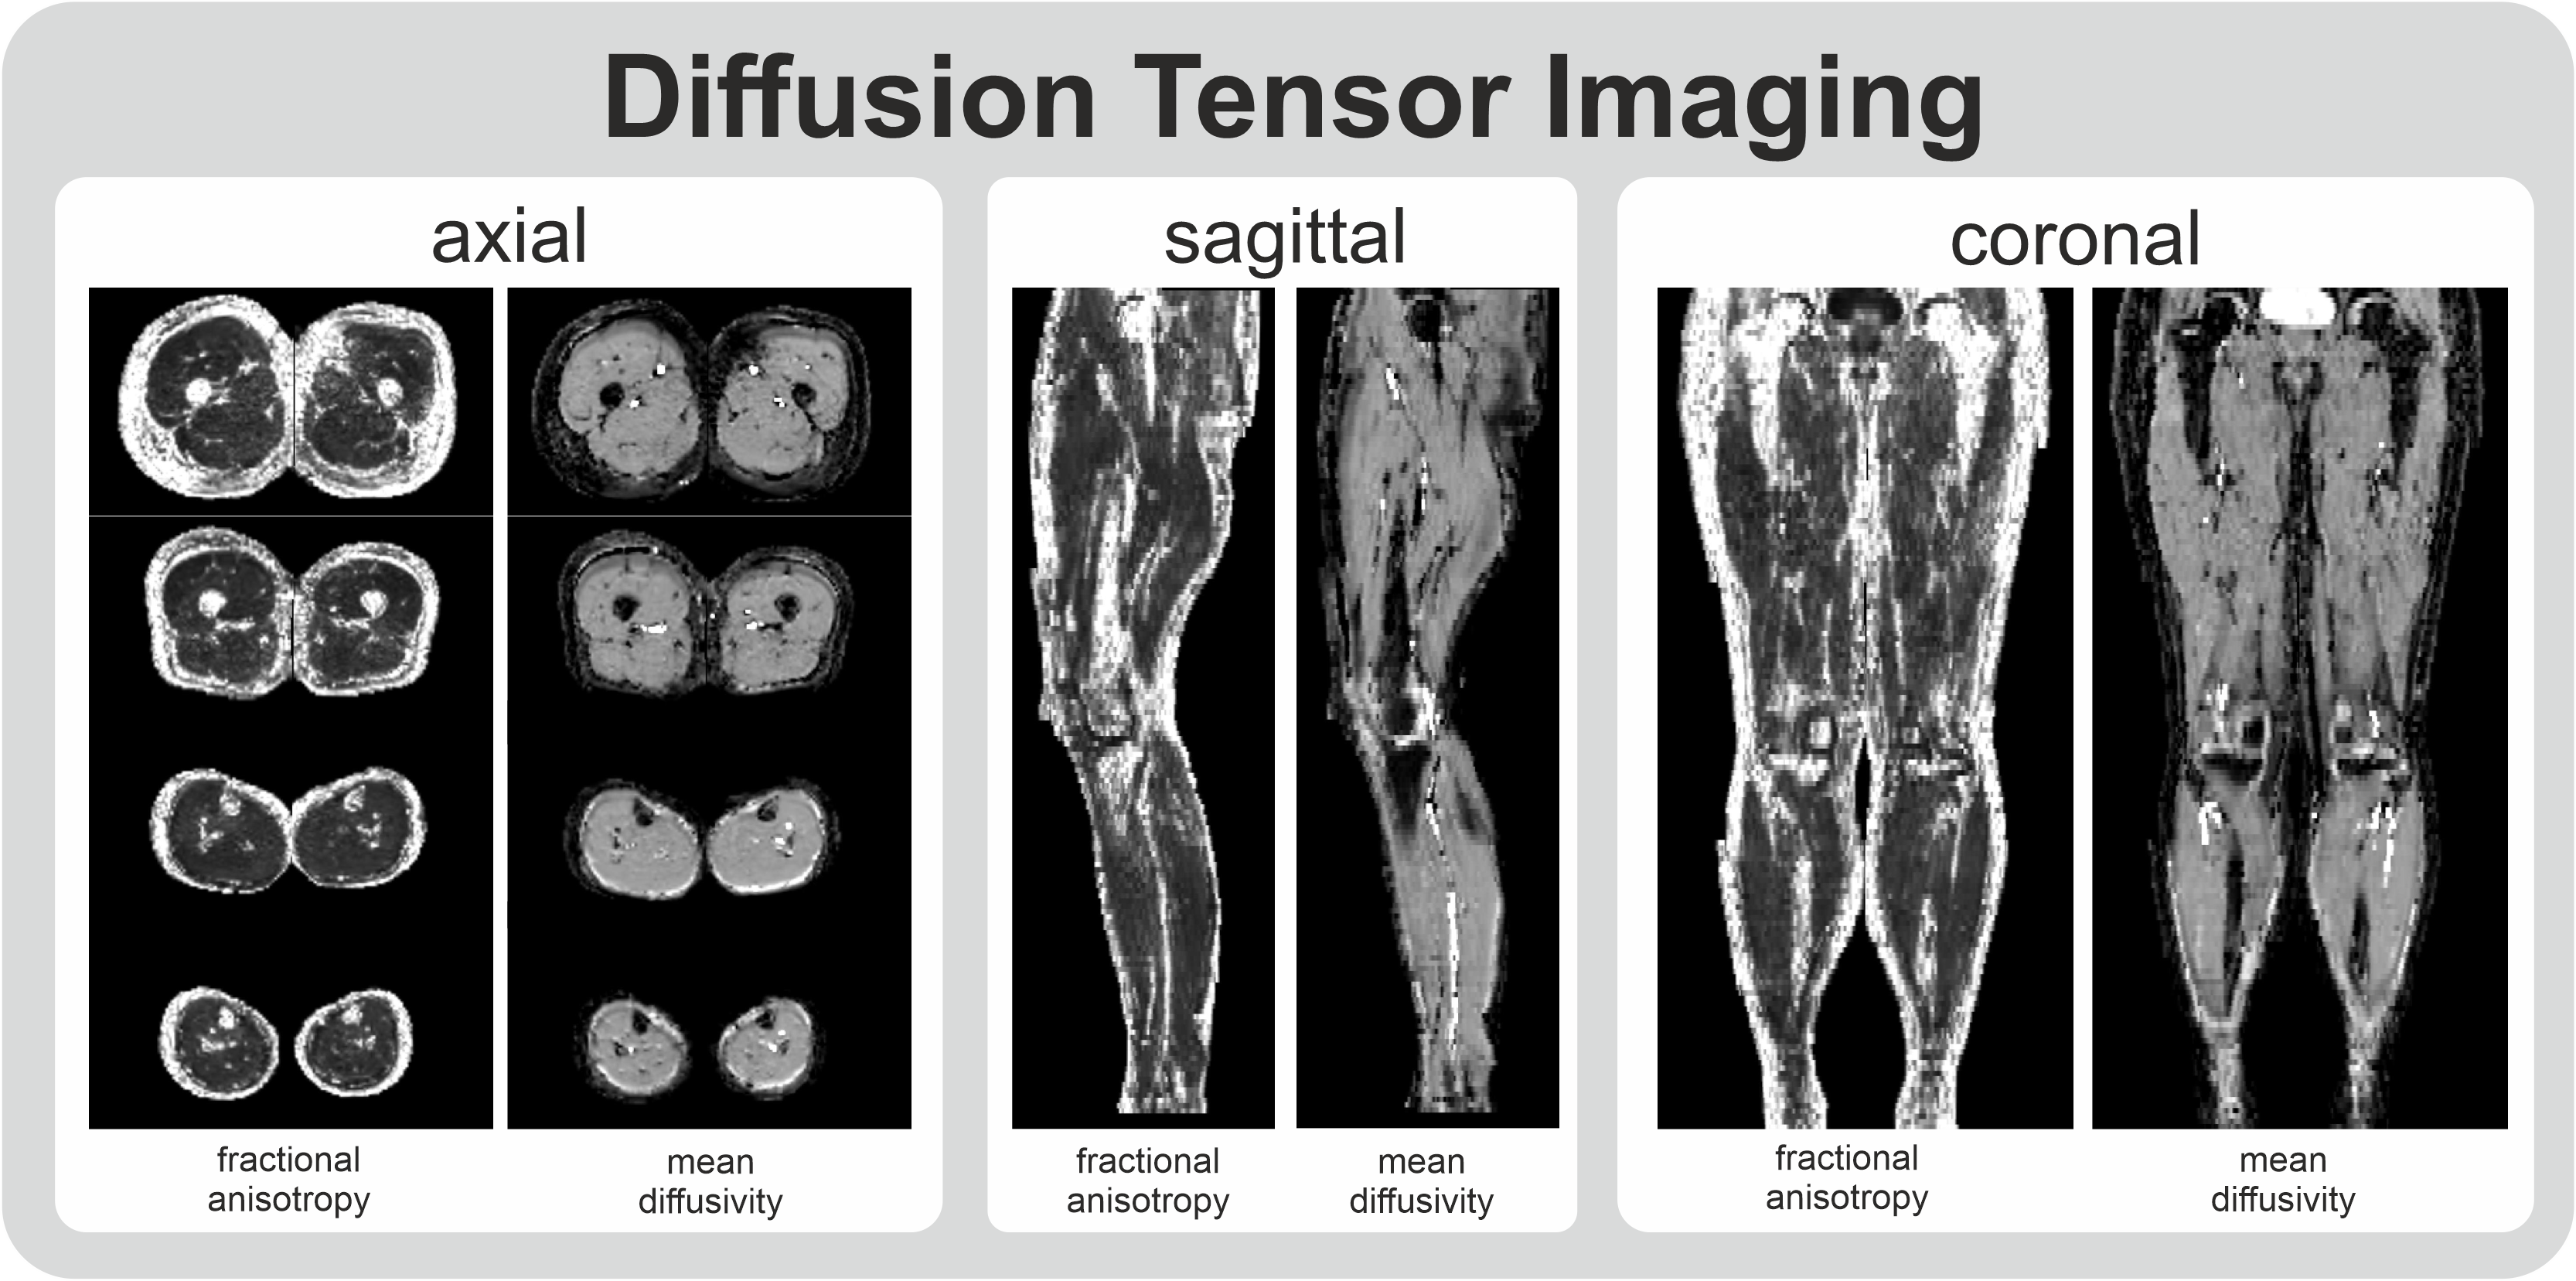 Diffusion Tensor Imaging
axial
fractional
anisotropy
mean
diffusivity
sagittal
fractional
anisotropy
mean
diffusivity
coronal
fractional
anisotropy
mean
diffusivity